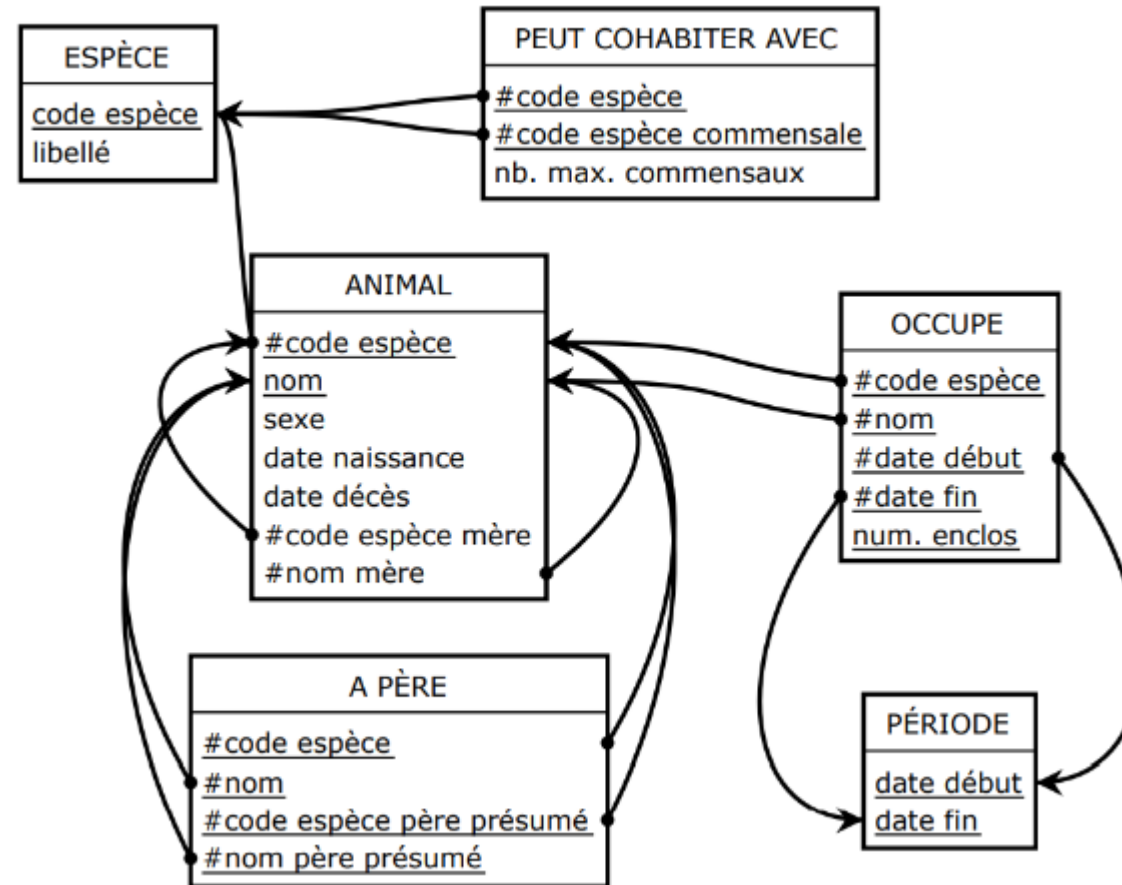 ESPÈCE
code espèce
libellé
PEUT COHABITER AVEC
#code espèce
#code espèce commensale
nb. max. commensaux
ANIMAL
#code espèce
nom
sexe
date naissance
date décès
#code espèce mère
#nom mère
OCCUPE
#code espèce
#nom
#date début
#date fin
num. enclos
A PÈRE
#code espèce
#nom
#code espèce père présumé
#nom père présumé
PÉRIODE
date début
date fin